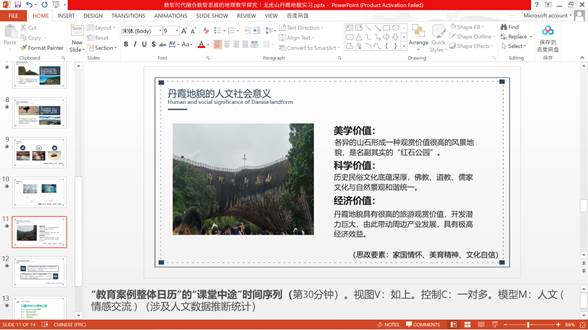 数智时代融合数智思政的地理教学探究｜龙虎山丹霞地貌实习.pptx - PowerPoint (Product Activation Failed)
Microsoft account
FILE HOME INSERT DESIGN TRANSITIONS ANIMATIONS SLIDE SHOW REVIEW VIEW 百度网盘
Cut
Copy
Format Painter
Paste
Clipboard
New Slide
Layout
Reset
Section
Slides
宋体 (Body) 9
Font
Text Direction
Align Text
Convert to SmartArt
Paragraph
Arrange
Quick Styles
Shape Fill
Shape Outline
Shape Effects
Drawing
Find
Replace
Select
Editing
保存到百度网盘
保存
8
9
10
11
12
13
丹霞地貌的人文社会意义
Human and social significance of Danxia landform
美学价值：
各异的山石形成一种观赏价值很高的风景地
貌，是名副其实的“红石公园”。
科学价值：
历史民俗文化底蕴深厚，佛教、道教、儒家
文化与自然景观和谐统一。
经济价值：
丹霞地貌具有很高的旅游观赏价值，开发潜
力巨大，由此带动周边产业发展，具有极高
经济效益。
（思政要素：家国情怀、美育精神、文化自信）
“教育案例整体日历”的“课堂中途”时间序列（第30分钟）。视图V：如上。控制C：一对多。模型M：人文（
情感交流）（涉及人文数据推断统计）
SLIDE 11 OF 14 CHINESE (PRC) NOTES COMMENTS 66%